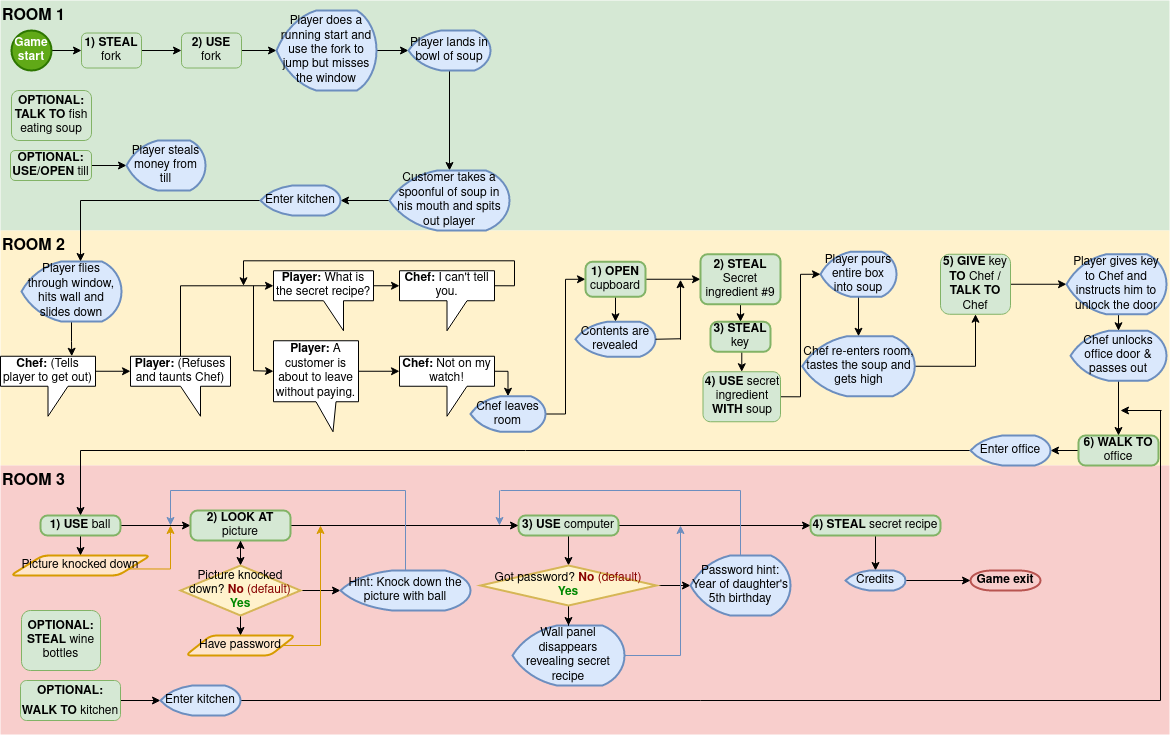 ROOM 1
Game
start
1) STEAL
fork
2) USE
fork
Player does a
running start and
use the fork to
jump but misses
the window
Player lands in
bowl of soup
OPTIONAL:
TALK TO fish
eating soup
OPTIONAL:
USE/OPEN till
Player steals
money from
till
Customer takes a
spoonful of soup in
his mouth and spits
out player
Enter kitchen
ROOM 2
Player flies
through window,
hits wall and
slides down
Chef: (Tells
player to get out)
Player: (Refuses
and taunts Chef)
Player: What is
the secret recipe?
Chef: I can't tell
you.
Player: A
customer is
about to leave
without paying.
Chef: Not on my
watch!
Chef leaves
room
1) OPEN
cupboard
Contents are
revealed
2) STEAL
Secret
ingredient #9
3) STEAL
key
4) USE secret
ingredient
WITH soup
Player pours
entire box
into soup
Chef re-enters room,
tastes the soup and
gets high
5) GIVE key
TO Chef /
TALK TO
Chef
Player gives key
to Chef and
instructs him to
unlock the door
Chef unlocks
office door &
passes out
6) WALK TO
office
Enter office
ROOM 3
1) USE ball
Picture knocked down
2) LOOK AT
picture
Picture knocked
down? No (default)
Yes
Have password
Hint: Knock down the
picture with ball
3) USE computer
Got password? No (default)
Yes
Wall panel
disappears
revealing secret
recipe
Password hint:
Year of daughter's
5th birthday
4) STEAL secret recipe
Credits
Game exit
OPTIONAL:
STEAL wine
bottles
OPTIONAL:
WALK TO kitchen
Enter kitchen